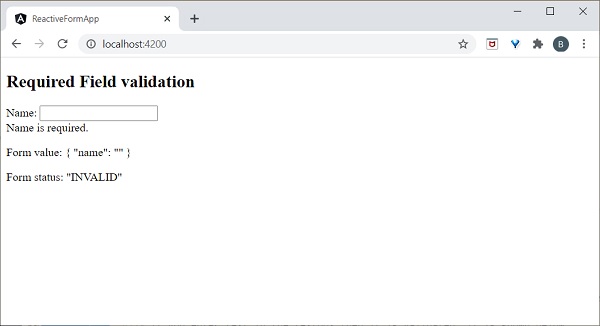 ReactiveFormApp
localhost:4200
B
Required Field validation
Name:
Name is required.
Form value: { "name": "" }
Form status: "INVALID"